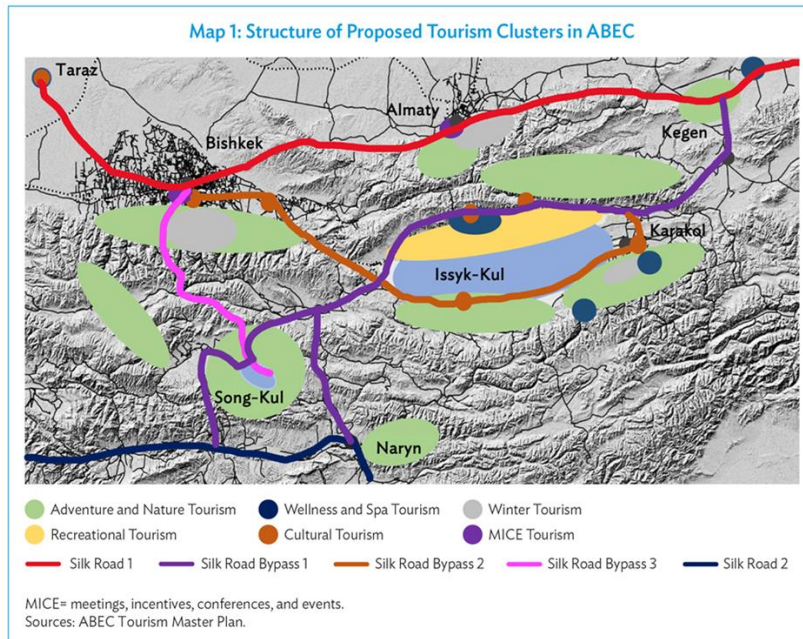 Map 1: Structure of Proposed Tourism Clusters in ABEC
Taraz
Almaty
Bishkek
Kegen
Karakol
Issyk-Kul
Song-Kul
Naryn
Adventure and Nature Tourism
Wellness and Spa Tourism
Winter Tourism
Recreational Tourism
Cultural Tourism
MICE Tourism
Silk Road 1
Silk Road Bypass 1
Silk Road Bypass 2
Silk Road Bypass 3
Silk Road 2
MICE= meetings, incentives, conferences, and events.
Sources: ABEC Tourism Master Plan.